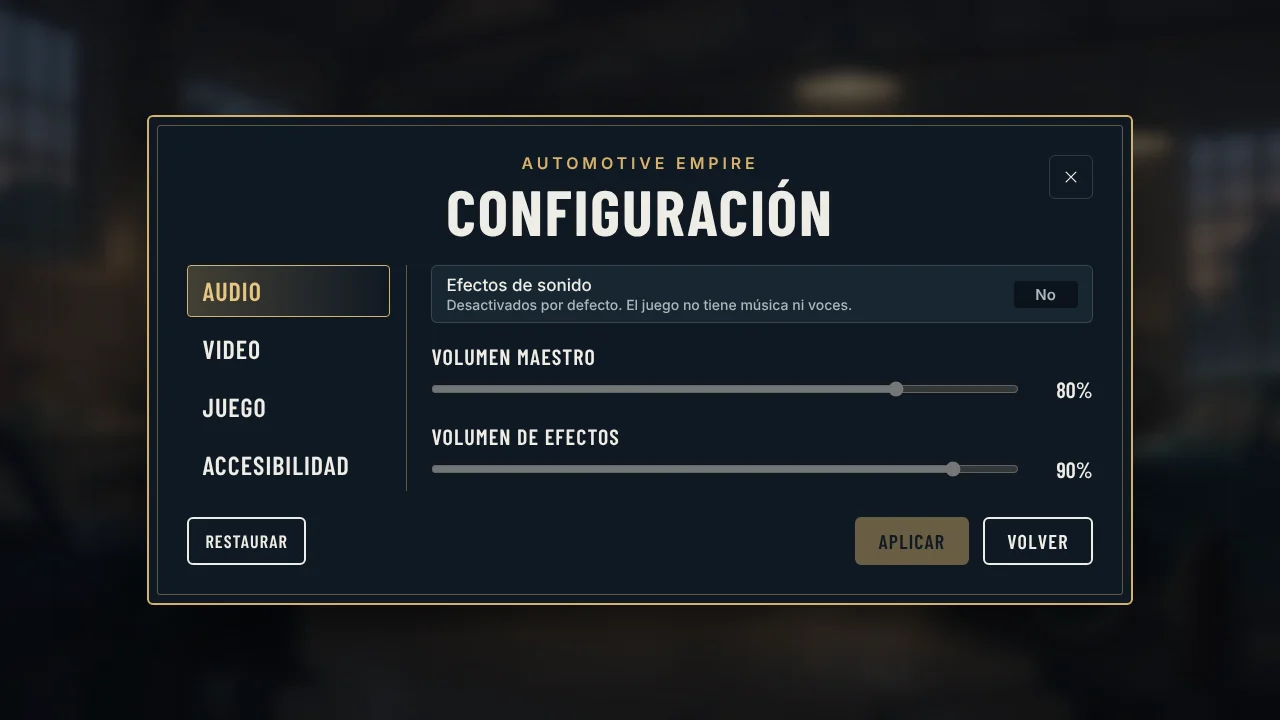 AUTOMOTIVE EMPIRE
CONFIGURACIÓN
AUDIO
VIDEO
JUEGO
ACCESIBILIDAD
Efectos de sonido
Desactivados por defecto. El juego no tiene música ni voces.
No
VOLUMEN MAESTRO
80%
VOLUMEN DE EFECTOS
90%
RESTAURAR
APLICAR
VOLVER